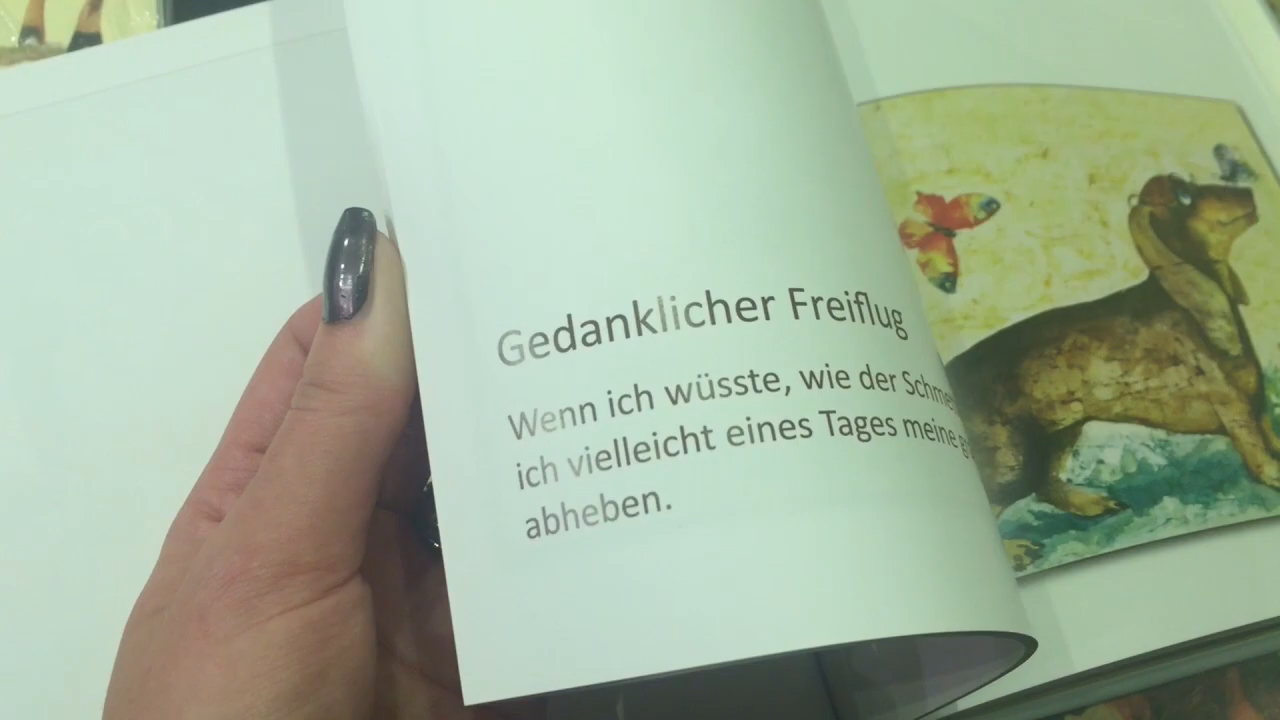 Gedanklicher Freiflug
Wenn ich wüsste, wie der
ich vielleicht eines Tages meine
abheben.